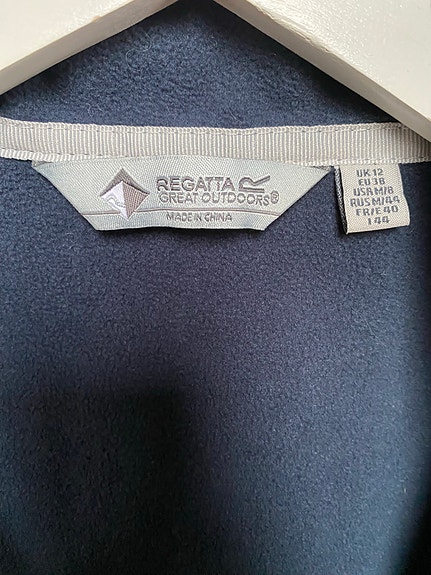 REGATTA
GREAT OUTDOORS®
MADE IN CHINA
UK 12
EU 38
USA M/8
RUS M/44
FR/E 40
I 44